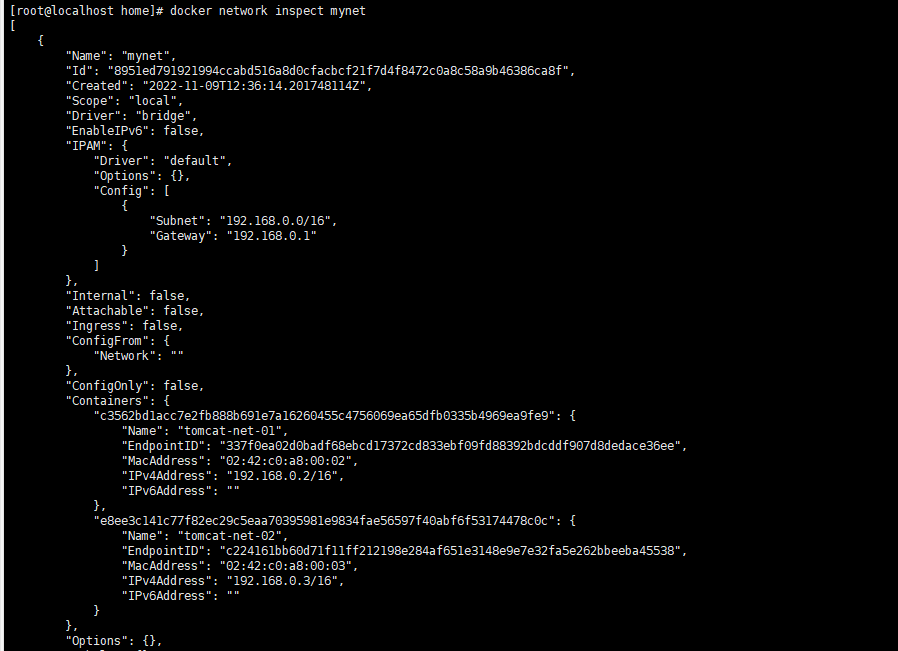 [root@localhost home]# docker network inspect mynet
[
    {
        "Name": "mynet",
        "Id": "8951ed791921994ccabd516a8d0cfacbcf21f7d4f8472c0a8c58a9b46386ca8f",
        "Created": "2022-11-09T12:36:14.201748114Z",
        "Scope": "local",
        "Driver": "bridge",
        "EnableIPv6": false,
        "IPAM": {
            "Driver": "default",
            "Options": {},
            "Config": [
                {
                    "Subnet": "192.168.0.0/16",
                    "Gateway": "192.168.0.1"
                }
            ]
        },
        "Internal": false,
        "Attachable": false,
        "Ingress": false,
        "ConfigFrom": {
            "Network": ""
        },
        "ConfigOnly": false,
        "Containers": {
            "c3562bd1acc7e2fb888b691e7a16260455c4756069ea65dfb0335b4969ea9fe9": {
                "Name": "tomcat-net-01",
                "EndpointID": "337f0ea02d0badf68ebcd17372cd833ebf09fd88392bdcddf907d8dedace36ee",
                "MacAddress": "02:42:c0:a8:00:02",
                "IPv4Address": "192.168.0.2/16",
                "IPv6Address": ""
            },
            "e8ee3c141c77f82ec29c5eaa70395981e9834fae56597f40abf6f53174478c0c": {
                "Name": "tomcat-net-02",
                "EndpointID": "c224161bb60d71f11ff212198e284af651e3148e9e7e32fa5e262bbeeba45538",
                "MacAddress": "02:42:c0:a8:00:03",
                "IPv4Address": "192.168.0.3/16",
                "IPv6Address": ""
            }
        },
        "Options": {},